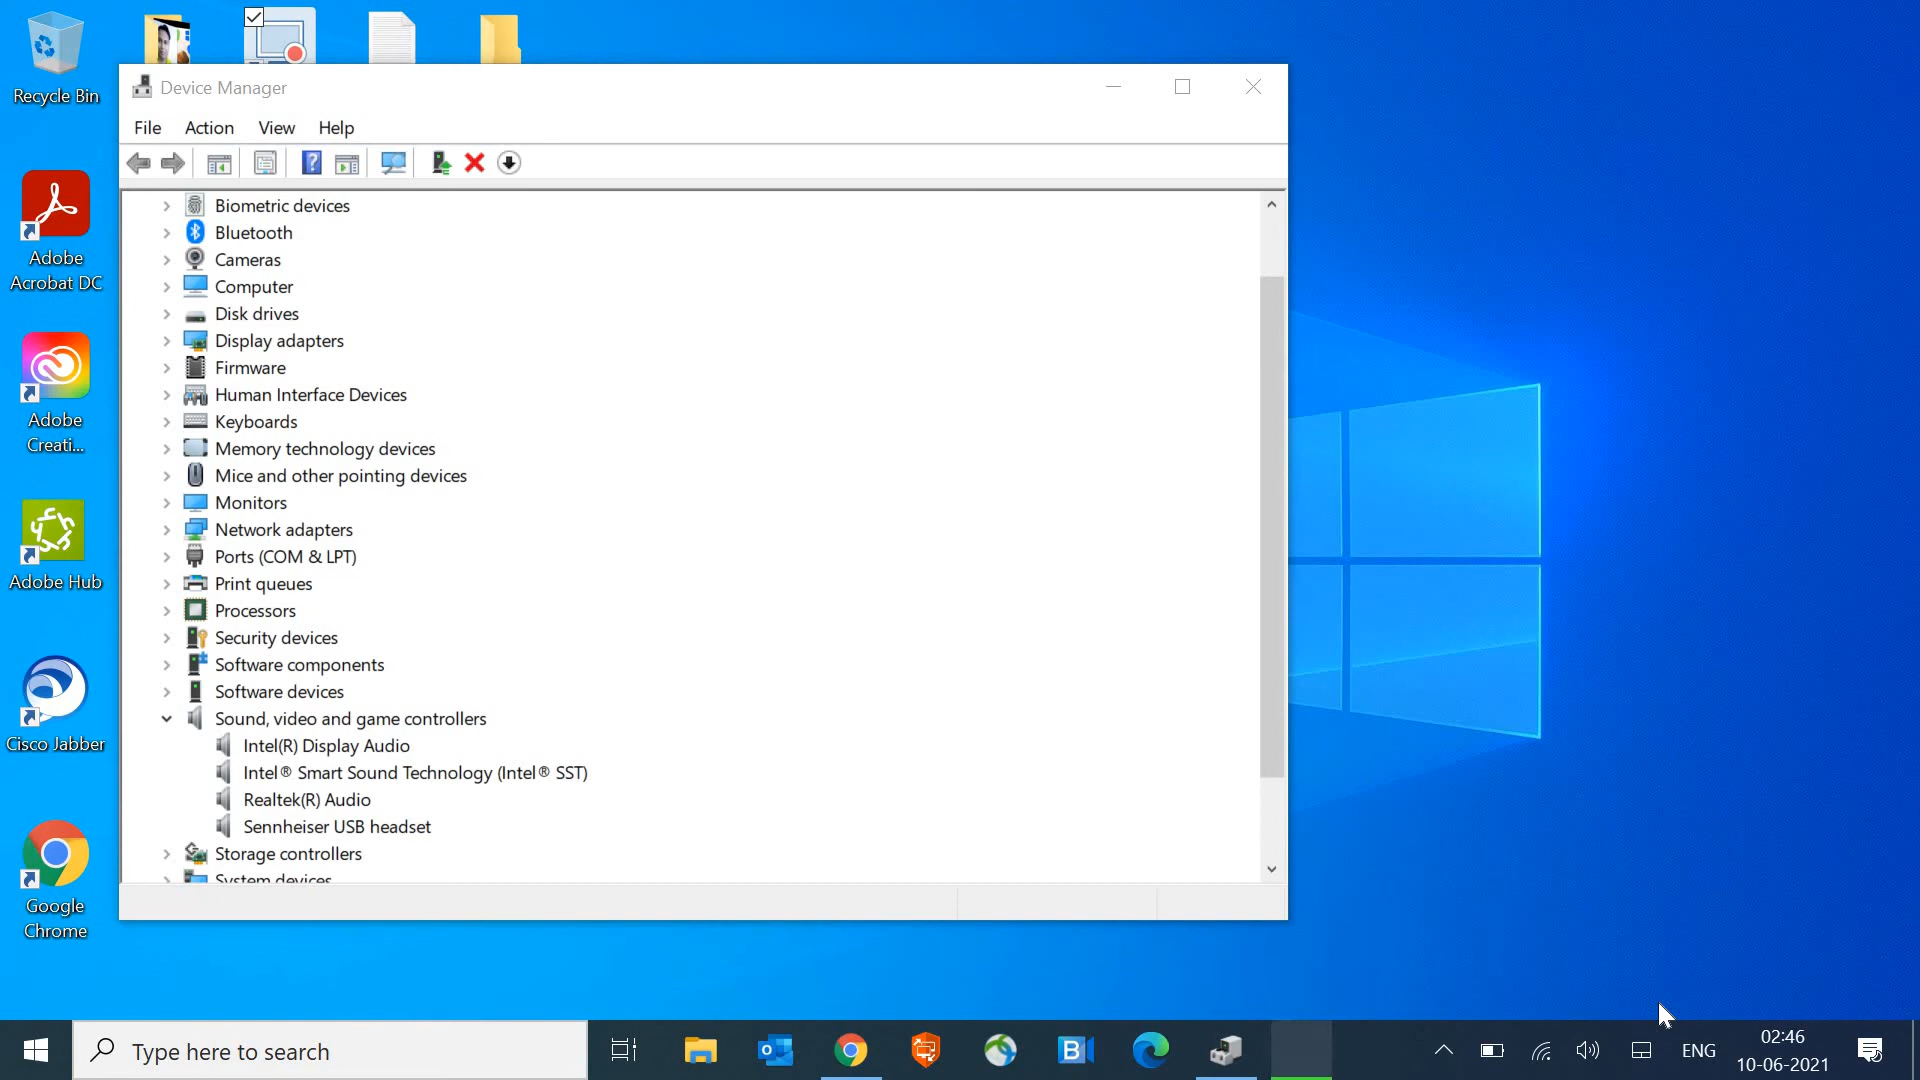 Recycle Bin
Adobe
Acrobat DC
Adobe
Creati...
Adobe Hub
Cisco Jabber
Google
Chrome
Device Manager
File Action View Help
Biometric devices
Bluetooth
Cameras
Computer
Disk drives
Display adapters
Firmware
Human Interface Devices
Keyboards
Memory technology devices
Mice and other pointing devices
Monitors
Network adapters
Ports (COM & LPT)
Print queues
Processors
Security devices
Software components
Software devices
Sound, video and game controllers
Intel(R) Display Audio
Intel® Smart Sound Technology (Intel® SST)
Realtek(R) Audio
Sennheiser USB headset
Storage controllers
System devices
Type here to search
ENG
02:46
10-06-2021